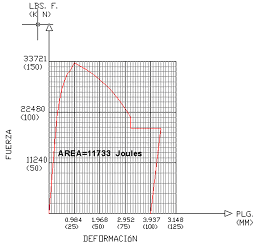 LBS. F.
(K N)
33721
(150)
22480
(100)
FUERZA
AREA=11733 Joules
11240
(50)
PLG.
(MM)
0.984 1.968 2.952 3.937 3.148
(25) (50) (75) (100) (125)
DEFORMACIÓN